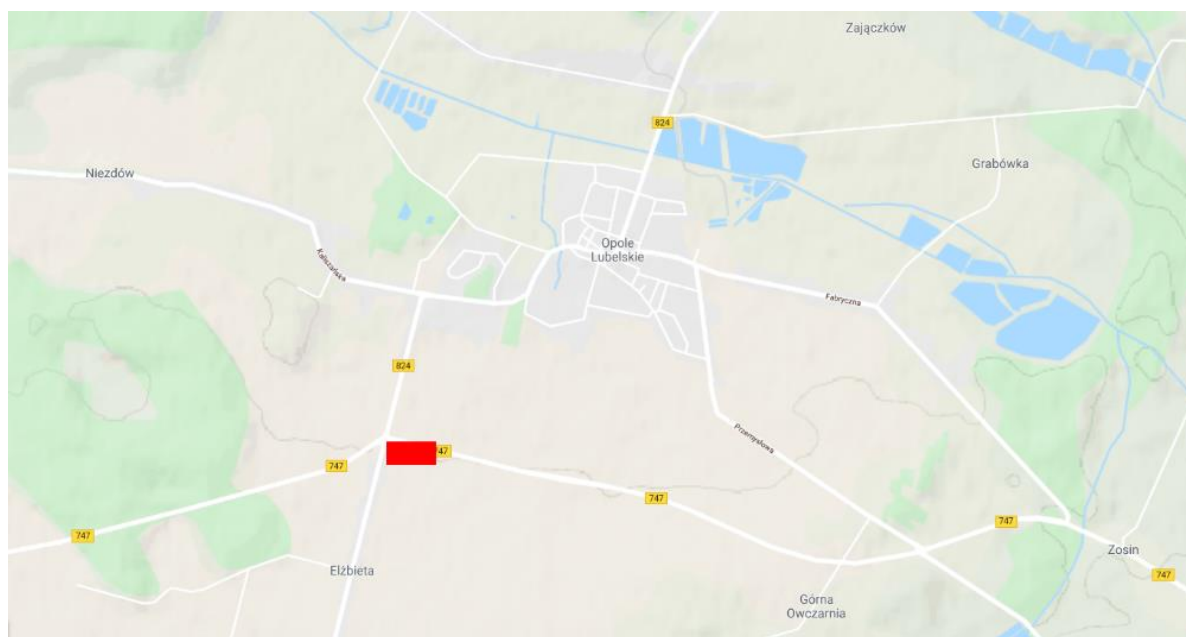 Zajączków
824
Grabówka
Niezdów
Opole
Lubelskie
Kaliszańska
Fabryczna
824
Przemysłowa
47
747
747
747
747
Zosin
Elżbieta
747
Górna
Owczarnia